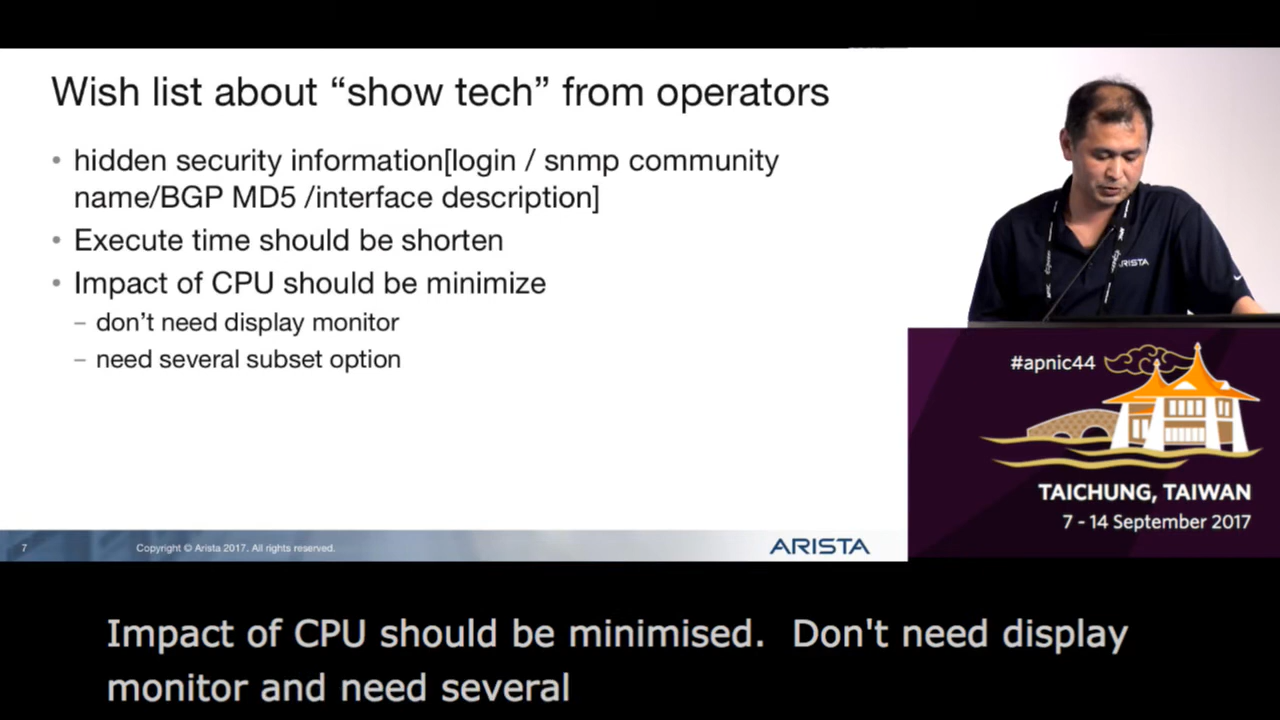 Wish list about “show tech” from operators
• hidden security information[login / snmp community
name/BGP MD5 /interface description]
• Execute time should be shorten
• Impact of CPU should be minimize
– don’t need display monitor
– need several subset option
7
Copyright © Arista 2017. All rights reserved.
ARISTA
ARISTA
#apnic44
TAICHUNG, TAIWAN
7 - 14 September 2017
Impact of CPU should be minimised. Don't need display
monitor and need several